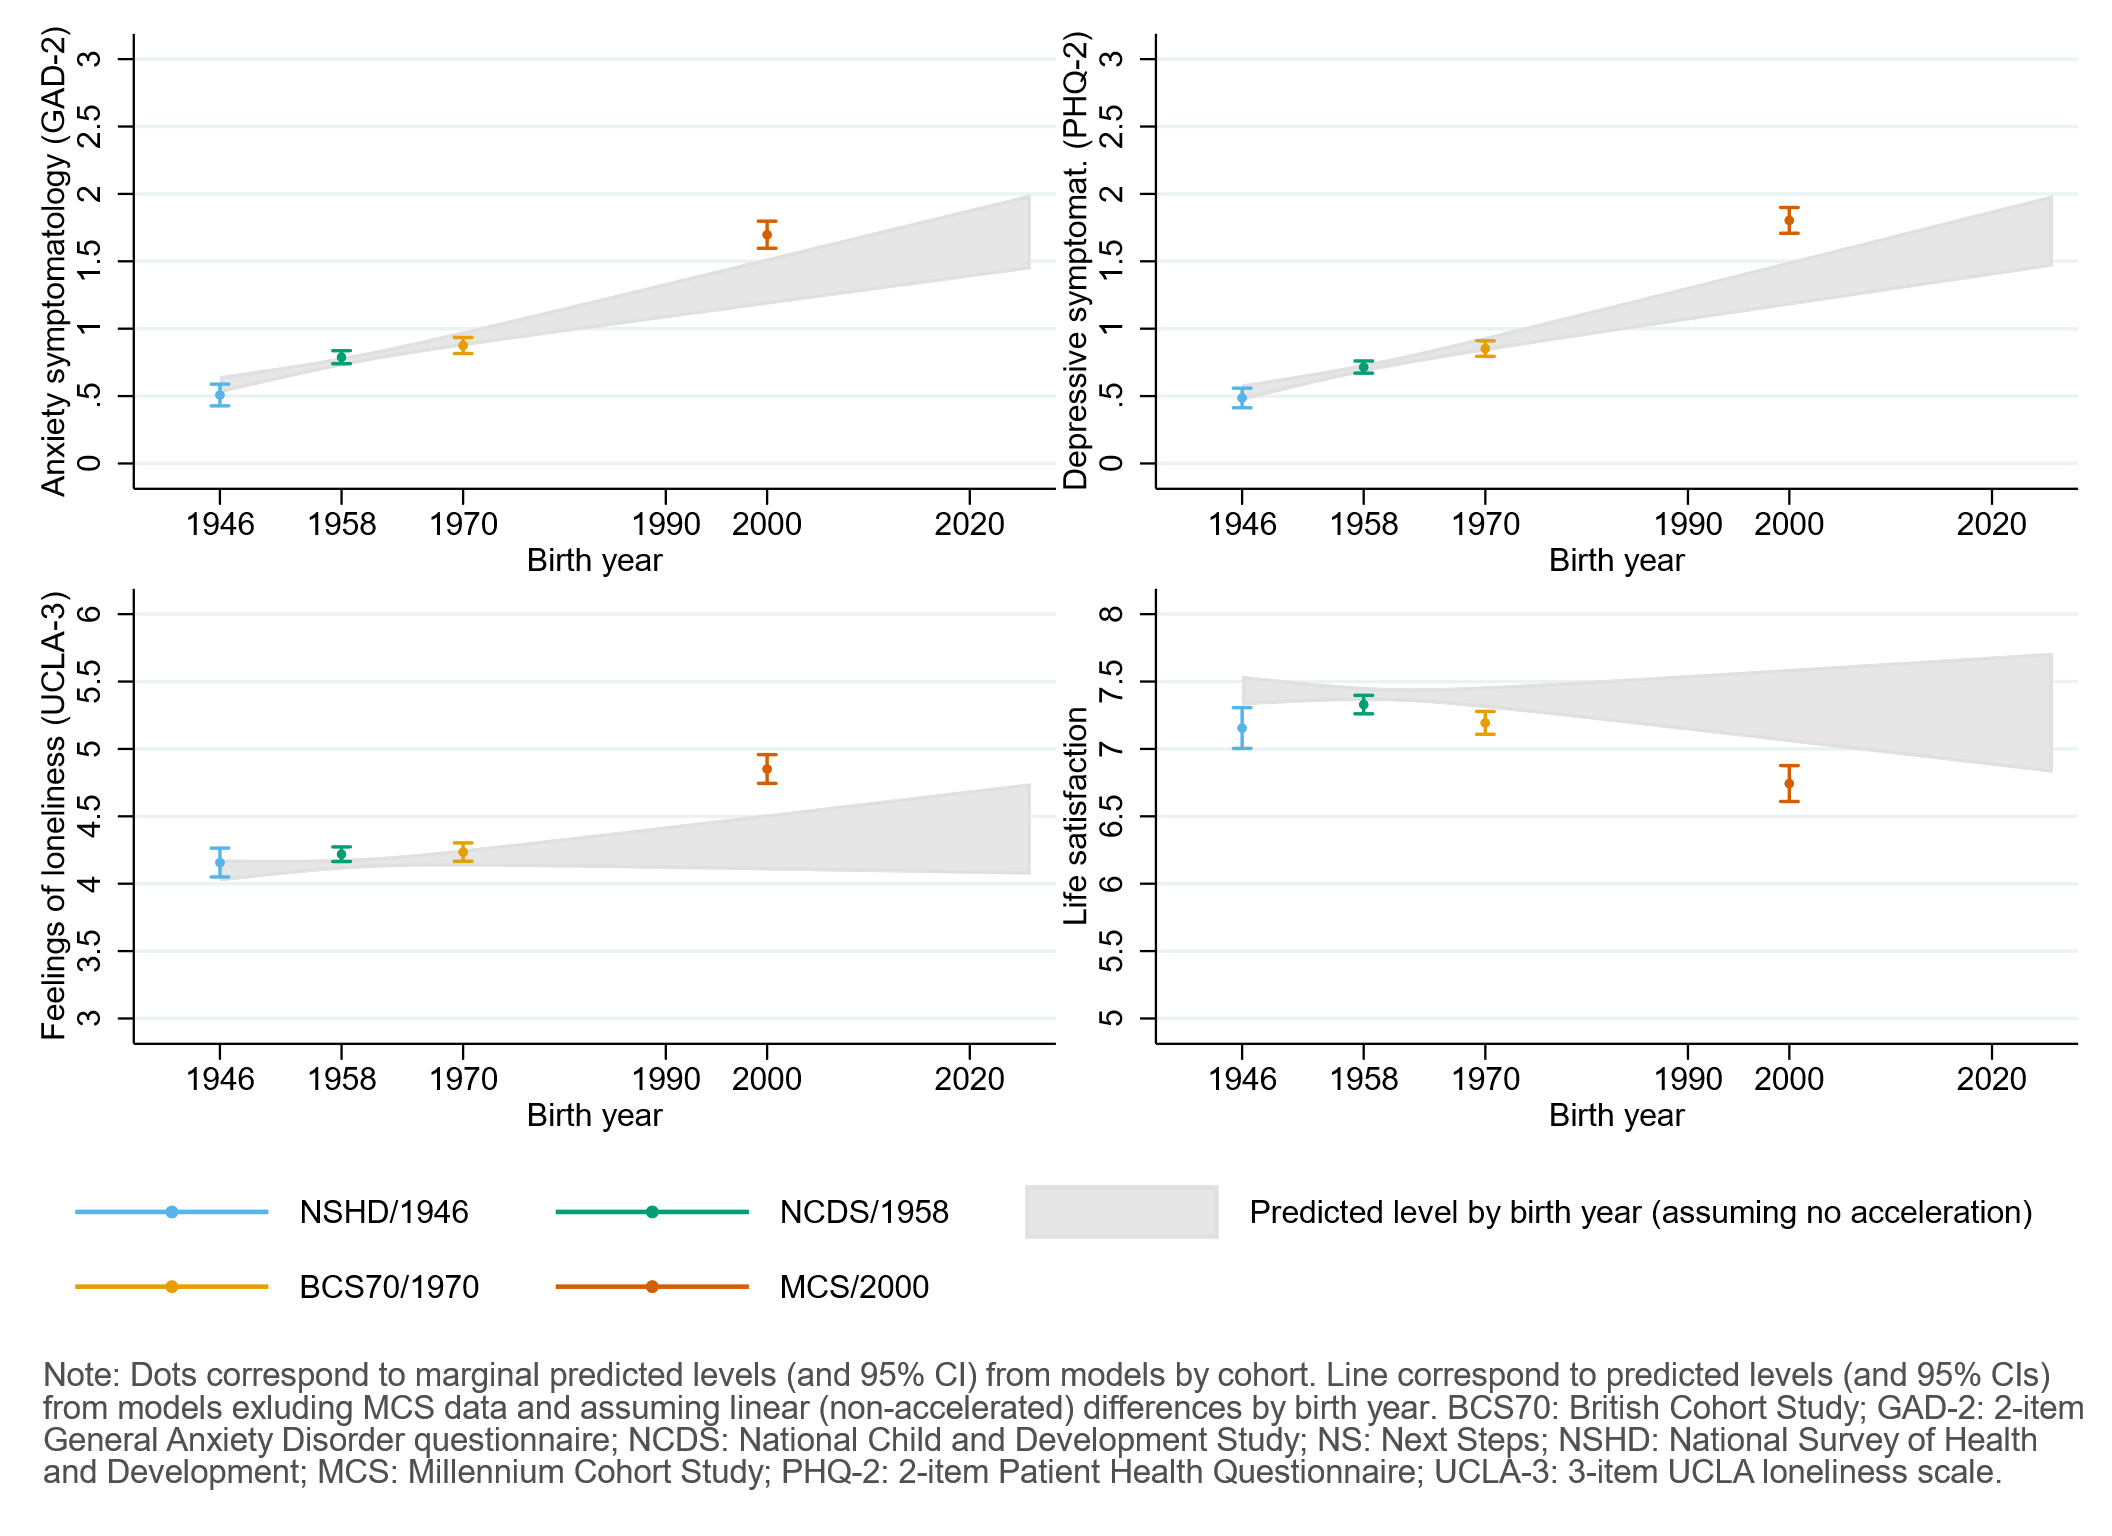 Anxiety symptomatology (GAD-2)
3
2.5
2
1.5
1
.5
0
1946 1958 1970 1990 2000 2020
Birth year
Depressive symptomat. (PHQ-2)
3
2.5
2
1.5
1
.5
0
1946 1958 1970 1990 2000 2020
Birth year
Feelings of loneliness (UCLA-3)
6
5.5
5
4.5
4
3.5
3
1946 1958 1970 1990 2000 2020
Birth year
Life satisfaction
8
7.5
7
6.5
6
5.5
5
1946 1958 1970 1990 2000 2020
Birth year
NSHD/1946 NCDS/1958 Predicted level by birth year (assuming no acceleration)
BCS70/1970 MCS/2000
Note: Dots correspond to marginal predicted levels (and 95% CI) from models by cohort. Line correspond to predicted levels (and 95% CIs)
from models exluding MCS data and assuming linear (non-accelerated) differences by birth year. BCS70: British Cohort Study; GAD-2: 2-item
General Anxiety Disorder questionnaire; NCDS: National Child and Development Study; NS: Next Steps; NSHD: National Survey of Health
and Development; MCS: Millennium Cohort Study; PHQ-2: 2-item Patient Health Questionnaire; UCLA-3: 3-item UCLA loneliness scale.